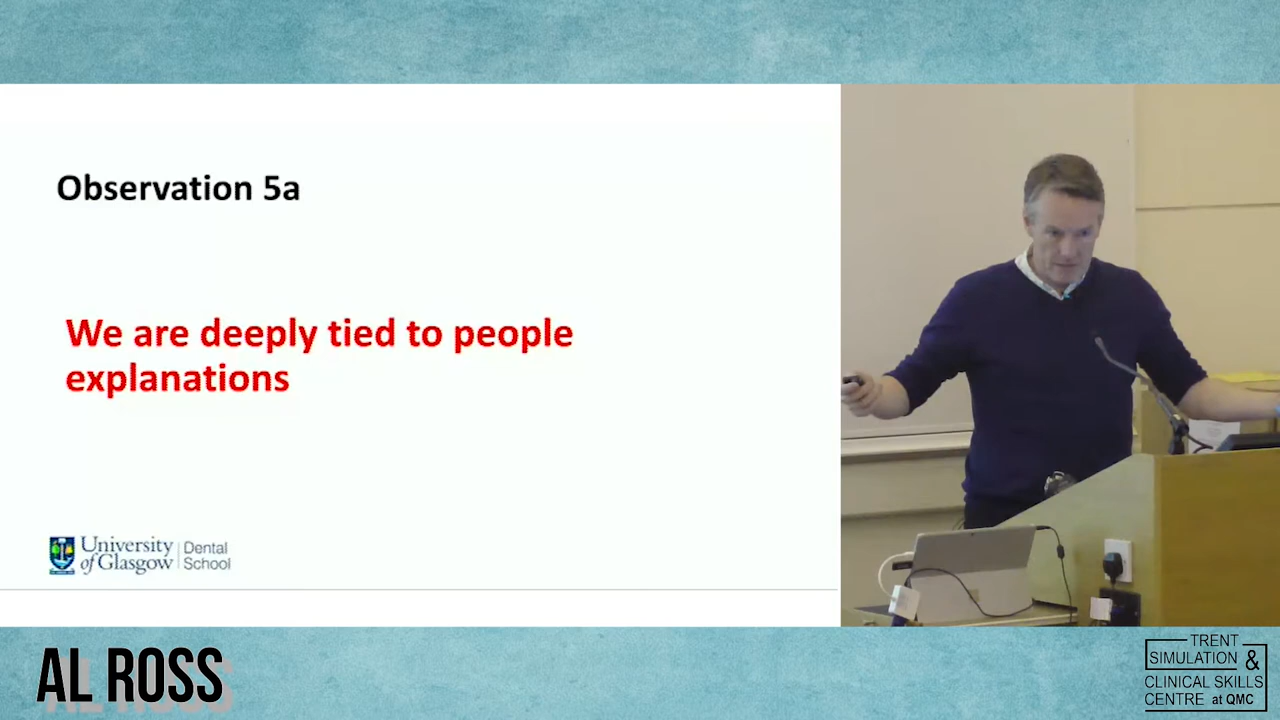 Observation 5a
We are deeply tied to people
explanations
University
of Glasgow
Dental
School
AL ROSS
TRENT
SIMULATION &
CLINICAL SKILLS
CENTRE at QMC